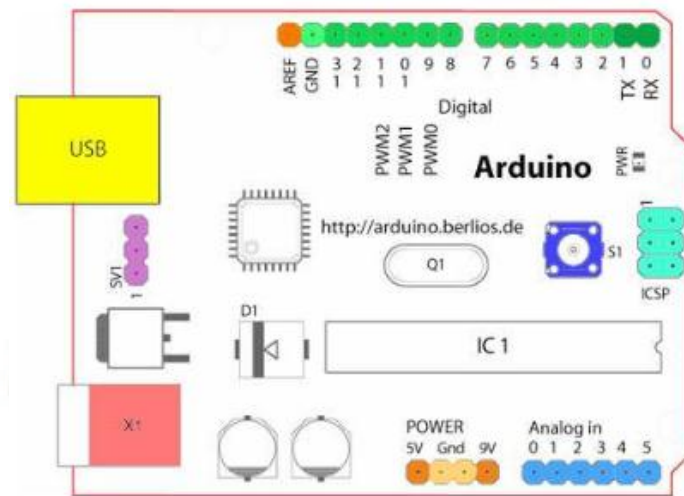 AREF GND 13 12 11 10 9 8 7 6 5 4 3 2 1 0
TX RX
Digital
PWM2 PWM1 PWM0
Arduino
PWR
USB
http://arduino.berlios.de
1
S1
ICSP
SV1
1
Q1
D1
IC 1
X1
POWER
5V Gnd 9V
Analog in
0 1 2 3 4 5